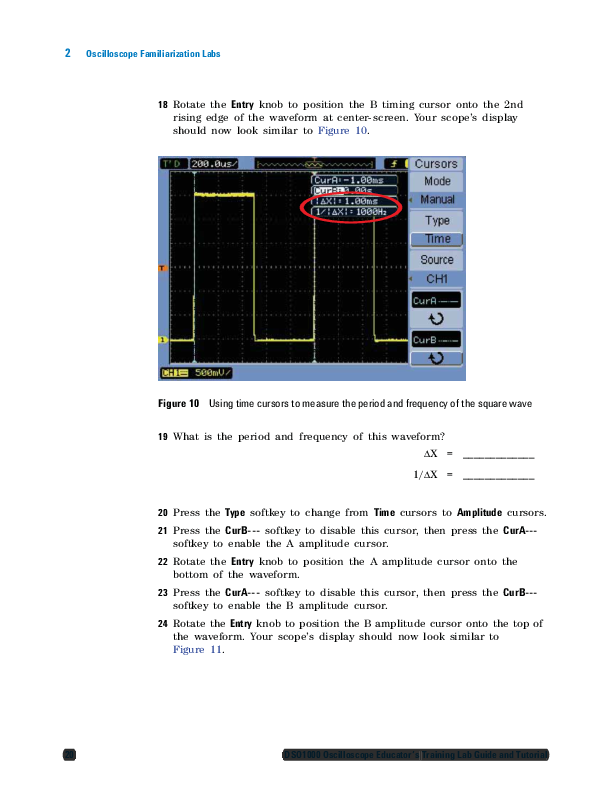 2 Oscilloscope Familiarization Labs
18 Rotate the Entry knob to position the B timing cursor onto the 2nd
rising edge of the waveform at center-screen. Your scope's display
should now look similar to Figure 10.
T'D 200.0us/
CurA=-1.00ms
CurB= 0.00s
|ΔX|= 1.00ms
1/|ΔX|= 1000Hz
T
1
CH1 500mV/
Cursors
Mode
Manual
Type
Time
Source
CH1
CurA
CurB
Figure 10 Using time cursors to measure the period and frequency of the square wave
19 What is the period and frequency of this waveform?
ΔX = _____________
1/ΔX = _____________
20 Press the Type softkey to change from Time cursors to Amplitude cursors.
21 Press the CurB--- softkey to disable this cursor, then press the CurA---
softkey to enable the A amplitude cursor.
22 Rotate the Entry knob to position the A amplitude cursor onto the
bottom of the waveform.
23 Press the CurA--- softkey to disable this cursor, then press the CurB---
softkey to enable the B amplitude cursor.
24 Rotate the Entry knob to position the B amplitude cursor onto the top of
the waveform. Your scope's display should now look similar to
Figure 11.
DSO1000 Oscilloscope Educator's Training Lab Guide and Tutorial